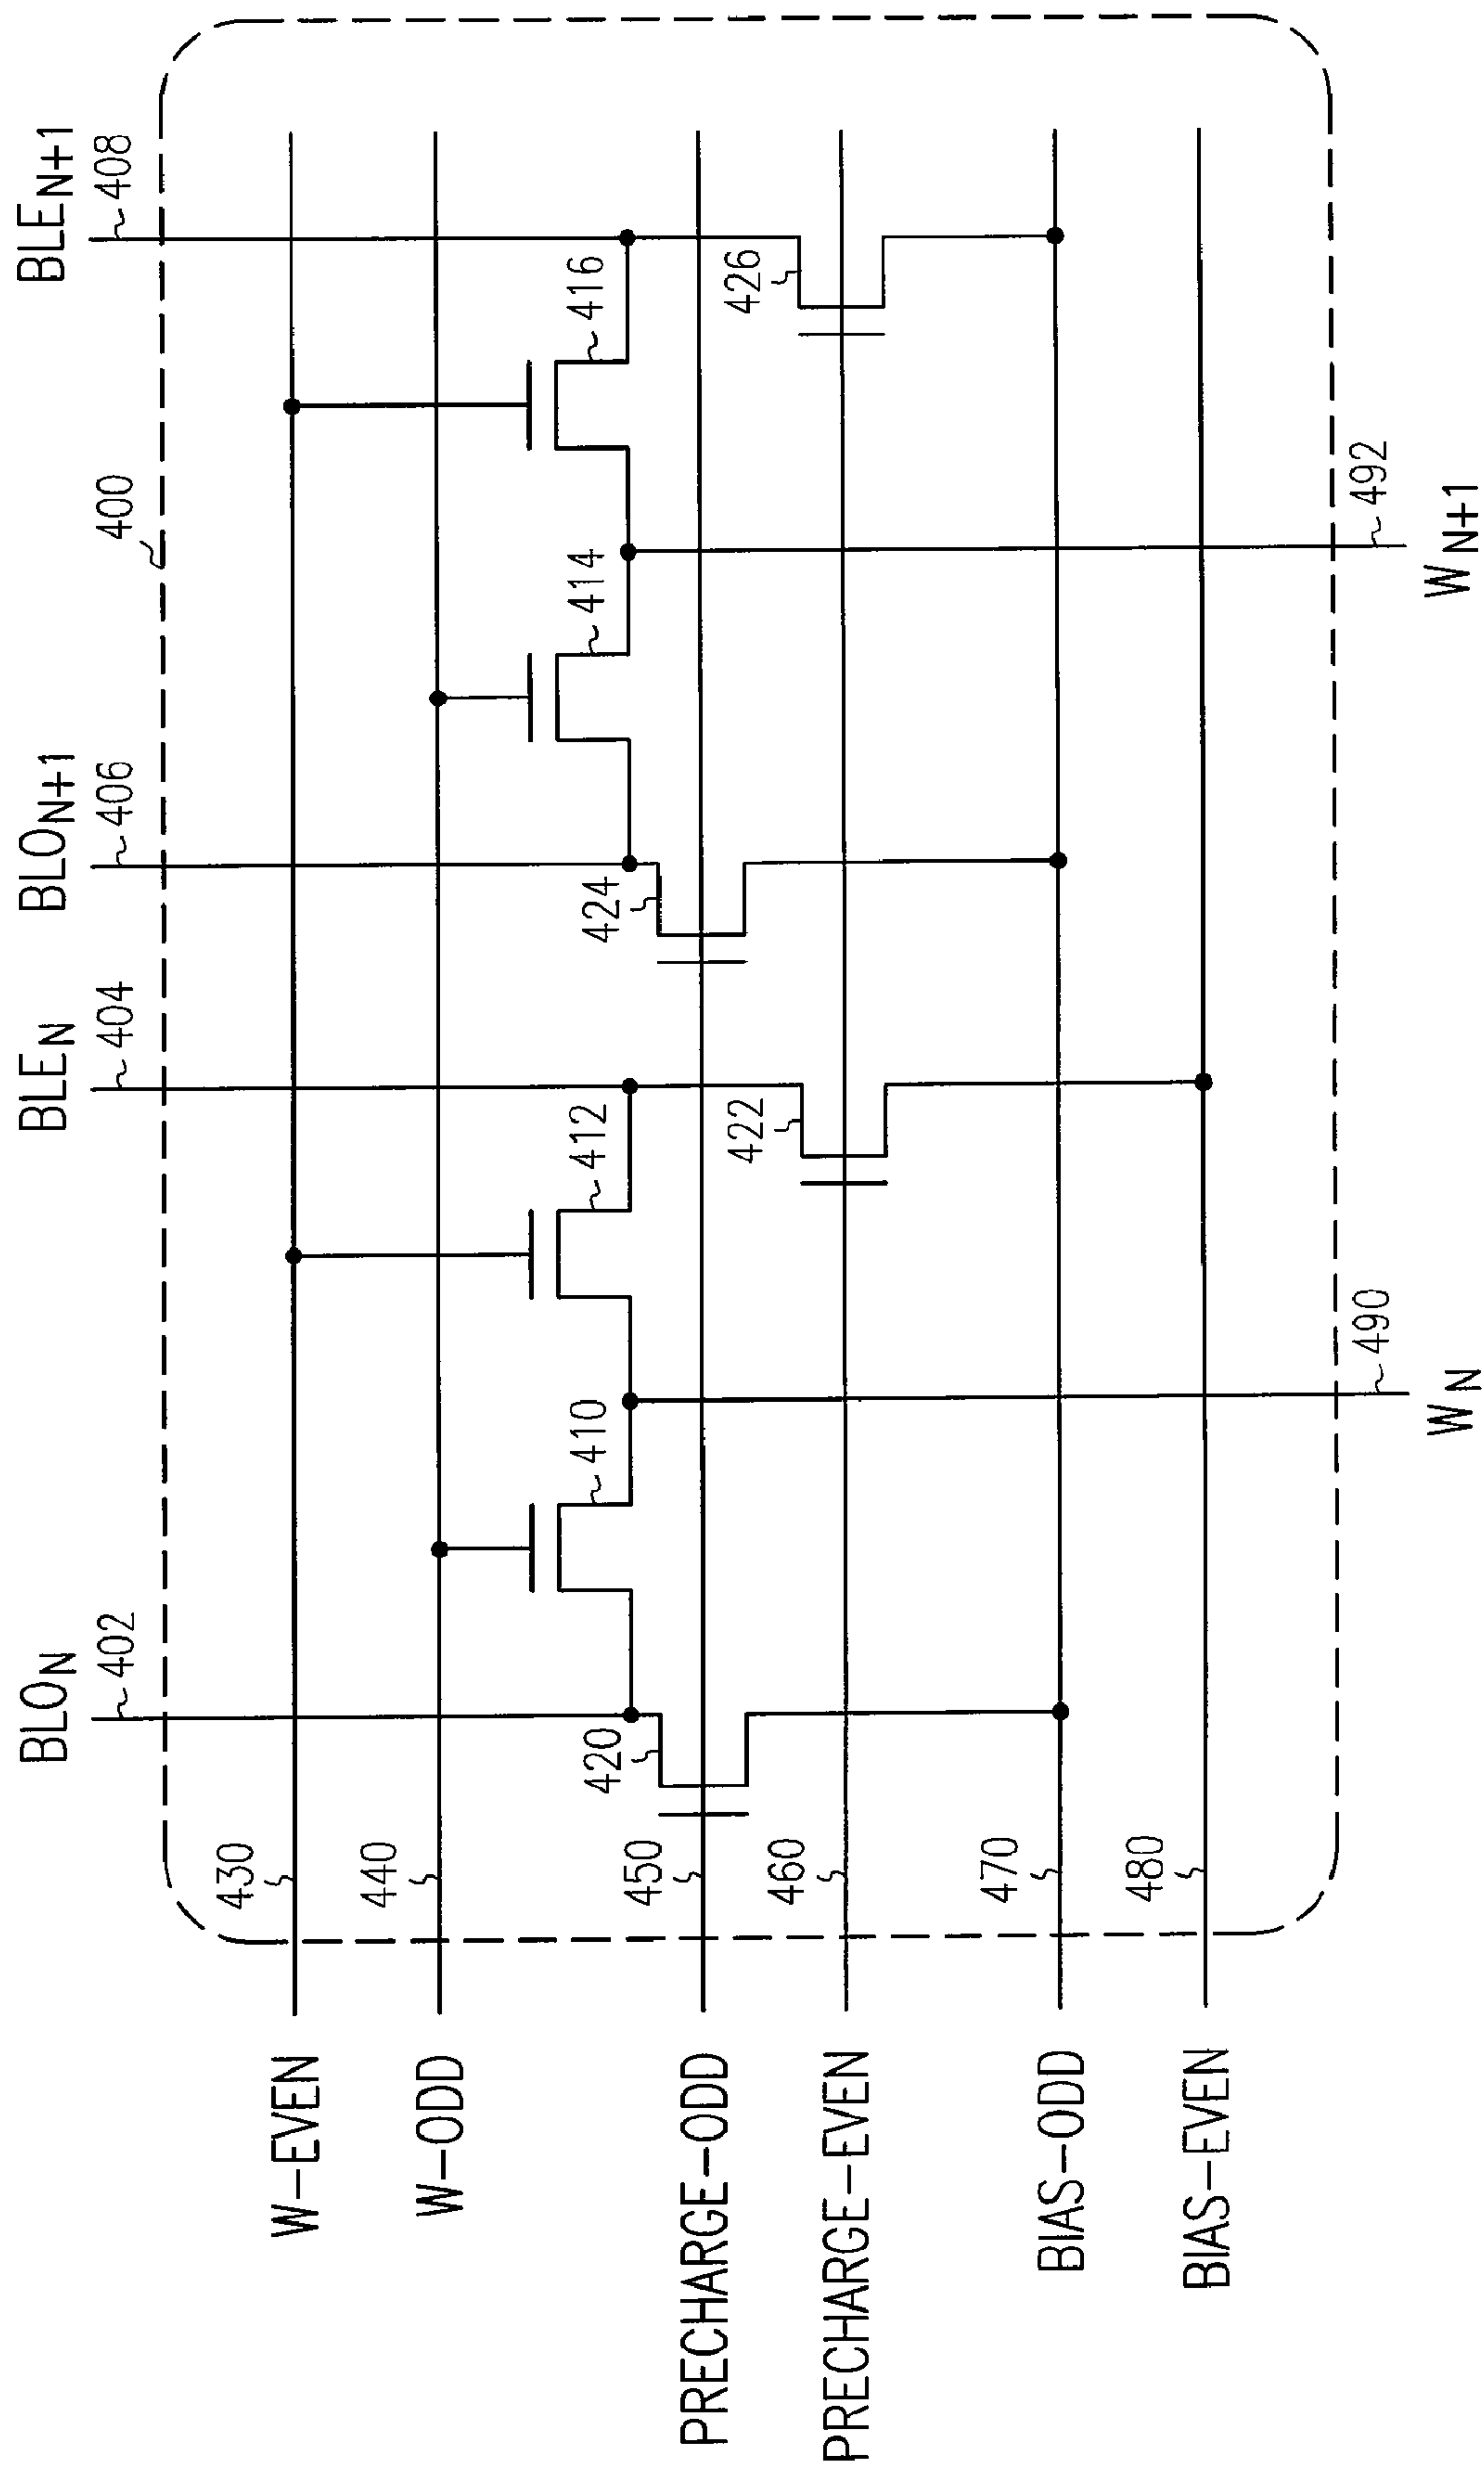 BLO_N
402
BLE_N
404
BLO_N+1
406
400
BLE_N+1
408
W-EVEN
430
W-ODD
440
410
412
414
416
PRECHARGE-ODD
450
420
424
PRECHARGE-EVEN
460
422
426
BIAS-ODD
470
BIAS-EVEN
480
490
492
W_N
W_N+1